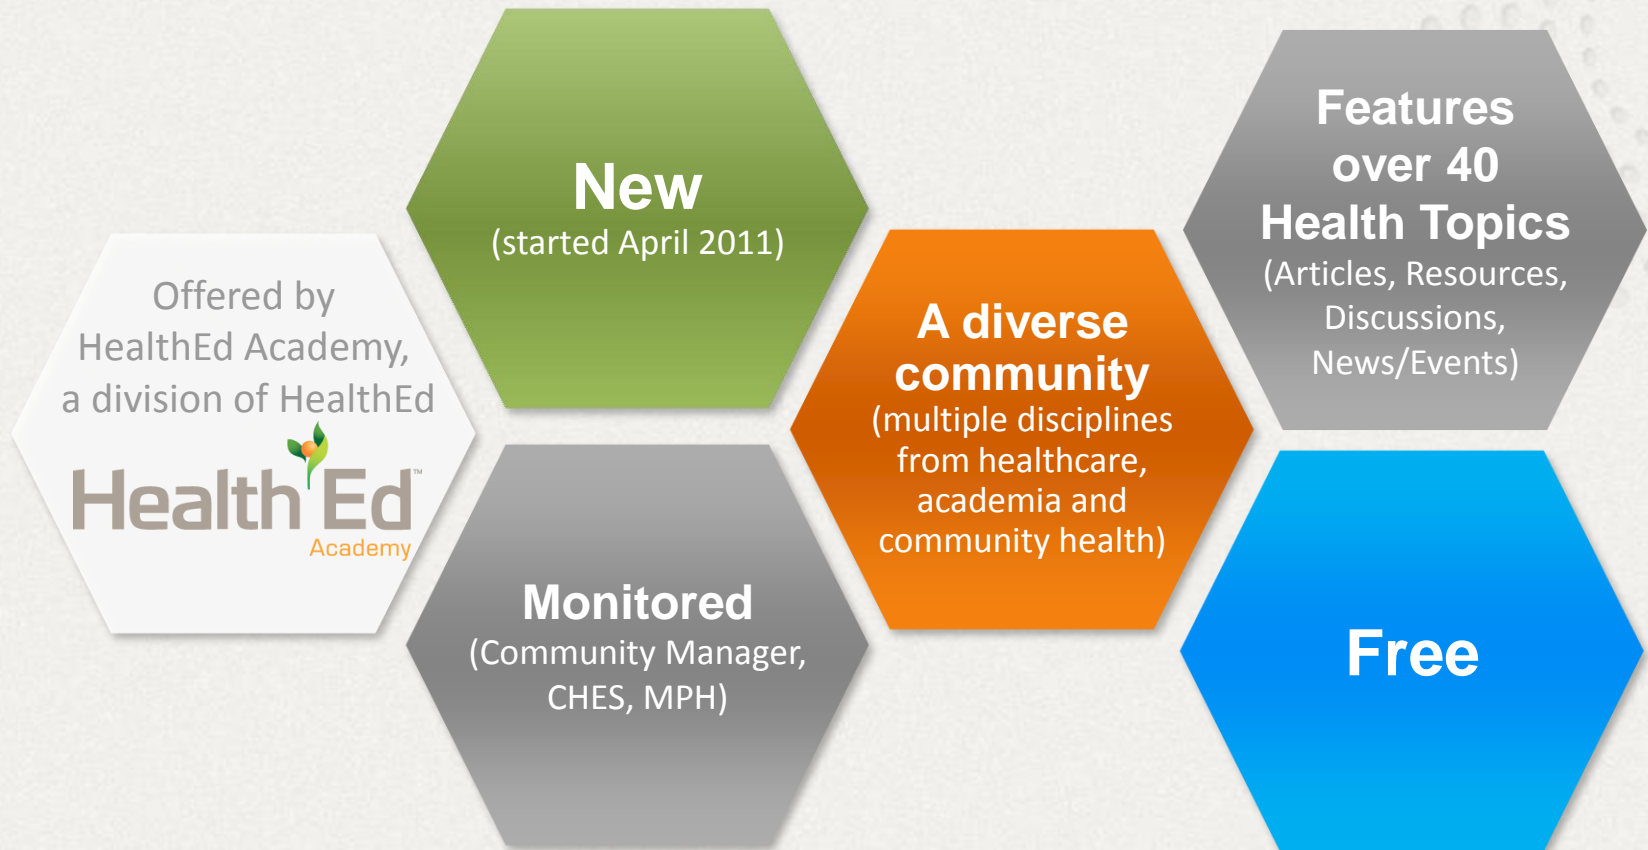 Offered by
HealthEd Academy,
a division of HealthEd
HealthEd™
Academy
New
(started April 2011)
Monitored
(Community Manager,
CHES, MPH)
A diverse
community
(multiple disciplines
from healthcare,
academia and
community health)
Features
over 40
Health Topics
(Articles, Resources,
Discussions,
News/Events)
Free